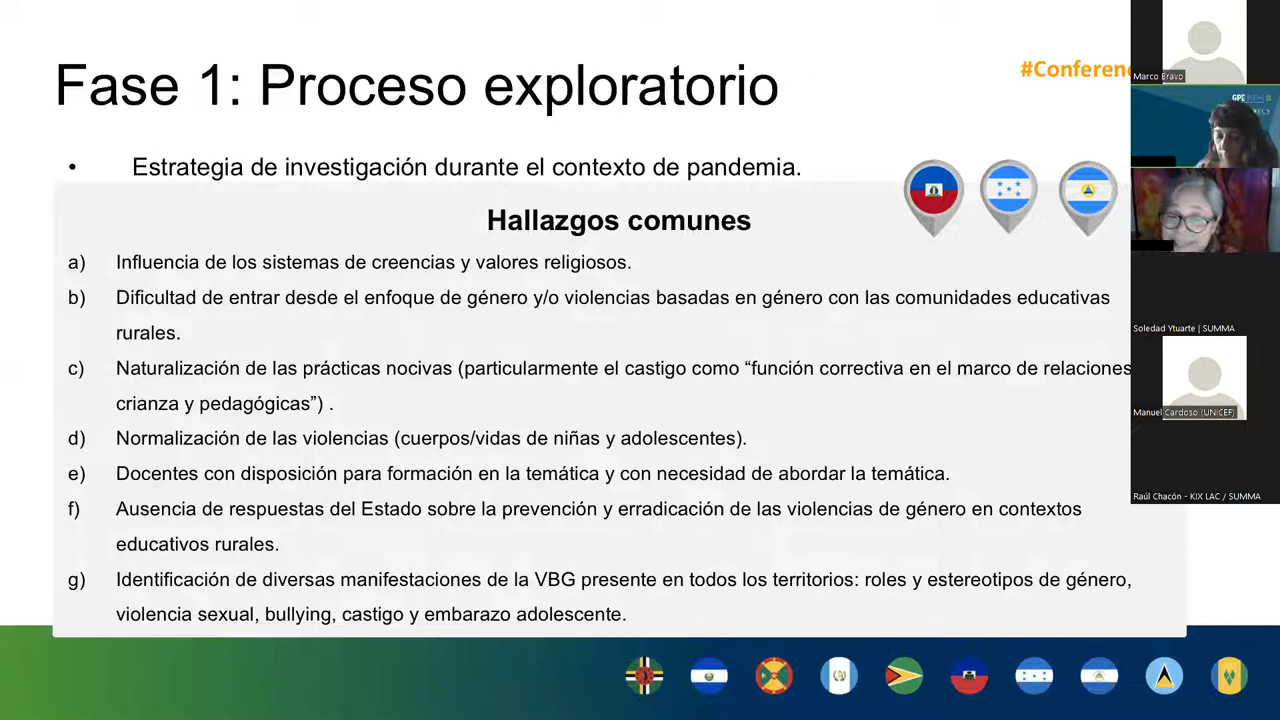 Fase 1: Proceso exploratorio
#Conferen
• Estrategia de investigación durante el contexto de pandemia.
Hallazgos comunes
a) Influencia de los sistemas de creencias y valores religiosos.
b) Dificultad de entrar desde el enfoque de género y/o violencias basadas en género con las comunidades educativas
rurales.
c) Naturalización de las prácticas nocivas (particularmente el castigo como “función correctiva en el marco de relaciones
crianza y pedagógicas”) .
d) Normalización de las violencias (cuerpos/vidas de niñas y adolescentes).
e) Docentes con disposición para formación en la temática y con necesidad de abordar la temática.
f) Ausencia de respuestas del Estado sobre la prevención y erradicación de las violencias de género en contextos
educativos rurales.
g) Identificación de diversas manifestaciones de la VBG presente en todos los territorios: roles y estereotipos de género,
violencia sexual, bullying, castigo y embarazo adolescente.
Marco Bravo
GPE
Soledad Ytuarte | SUMMA
Manuel Cardoso (UNICEF)
Raúl Chacón - KIX LAC / SUMMA